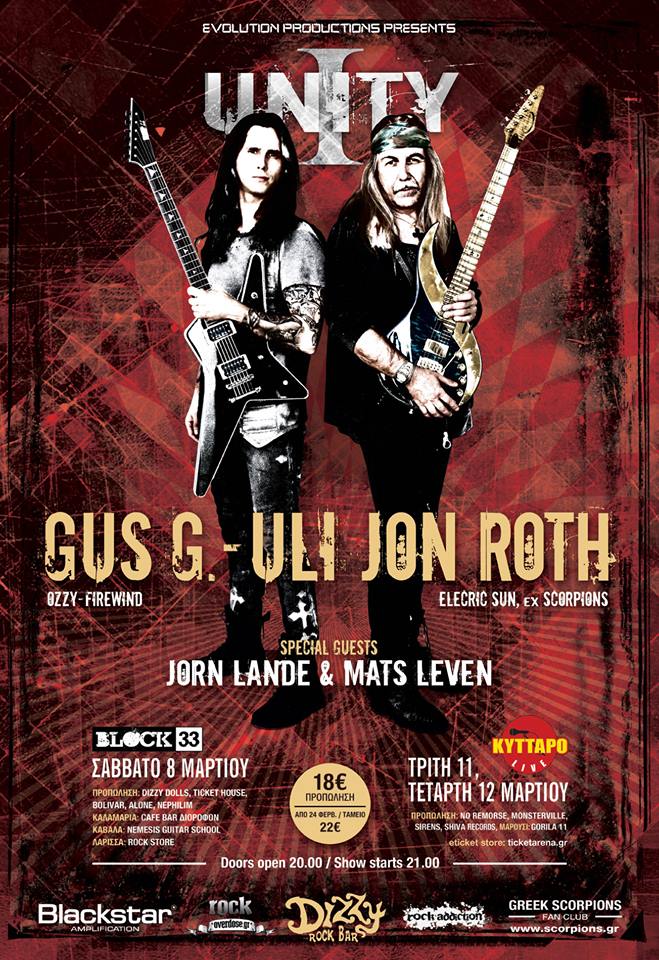 EVOLUTION PRODUCTIONS PRESENTS
UNITY
I
GUS G. - ULI JON ROTH
OZZY-FIREWIND
ELECRIC SUN, EX SCORPIONS
SPECIAL GUESTS
JORN LANDE & MATS LEVEN
BLOCK 33
ΣΑΒΒΑΤΟ 8 ΜΑΡΤΙΟΥ
ΠΡΟΠΩΛΗΣΗ: DIZZY DOLLS, TICKET HOUSE,
BOLIVAR, ALONE, NEPHILIM
ΚΑΛΑΜΑΡΙΑ: CAFE BAR ΔΙΟΡΟΦΟΝ
ΚΑΒΑΛΑ: NEMESIS GUITAR SCHOOL
ΛΑΡΙΣΣΑ: ROCK STORE
18€
ΠΡΟΠΩΛΗΣΗ
ΑΠΟ 24 ΦΕΒΡ. / ΤΑΜΕΙΟ
22€
ΚΥΤΤΑΡΟ
LIVE
ΤΡΙΤΗ 11,
ΤΕΤΑΡΤΗ 12 ΜΑΡΤΙΟΥ
ΠΡΟΠΩΛΗΣΗ: NO REMORSE, MONSTERVILLE,
SIRENS, SHIVA RECORDS, ΜΑΡΟΥΣΙ: GORILA 11
eticket store: ticketarena.gr
Doors open 20.00 / Show starts 21.00
Blackstar
AMPLIFICATION
rock
overdose.gr
Dizzy
ROCK BAR
rock addiction
GREEK SCORPIONS
FAN CLUB
www.scorpions.gr